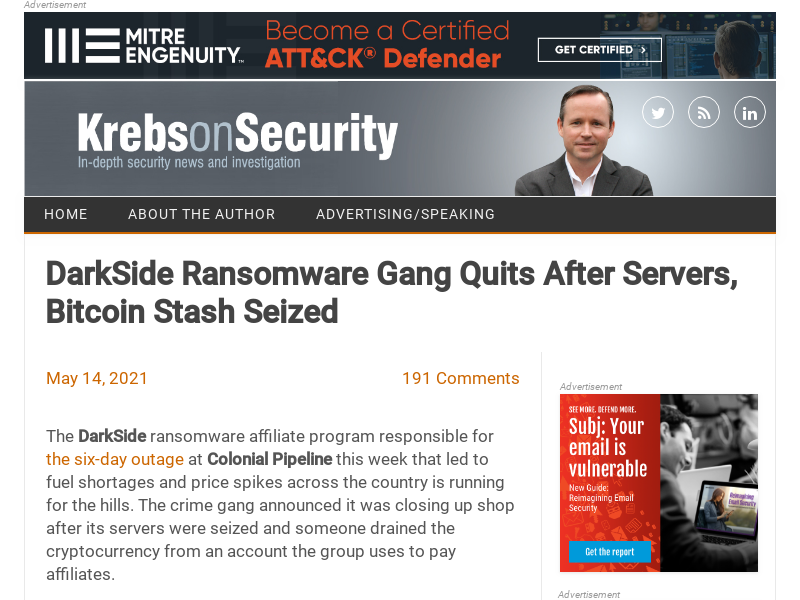 Advertisement
MITRE ENGENUITY™
Become a Certified
ATT&CK® Defender
GET CERTIFIED >
KrebsonSecurity
In-depth security news and investigation
HOME ABOUT THE AUTHOR ADVERTISING/SPEAKING
DarkSide Ransomware Gang Quits After Servers,
Bitcoin Stash Seized
May 14, 2021 191 Comments
The DarkSide ransomware affiliate program responsible for
the six-day outage at Colonial Pipeline this week that led to
fuel shortages and price spikes across the country is running
for the hills. The crime gang announced it was closing up shop
after its servers were seized and someone drained the
cryptocurrency from an account the group uses to pay
affiliates.
Advertisement
SEE MORE. DEFEND MORE.
Subj: Your
email is
vulnerable
New Guide:
Reimagining Email
Security
Get the report
Reimagining
Email Security
Advertisement